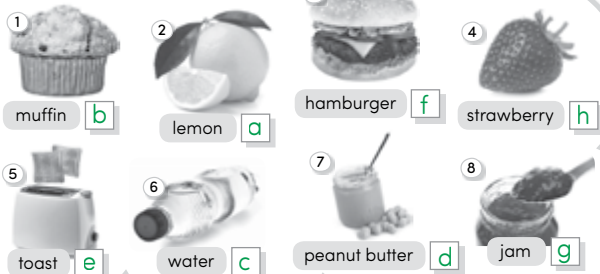 1
2
4
muffin b
lemon a
hamburger f
strawberry h
5
6
7
8
toast e
water c
peanut butter d
jam g